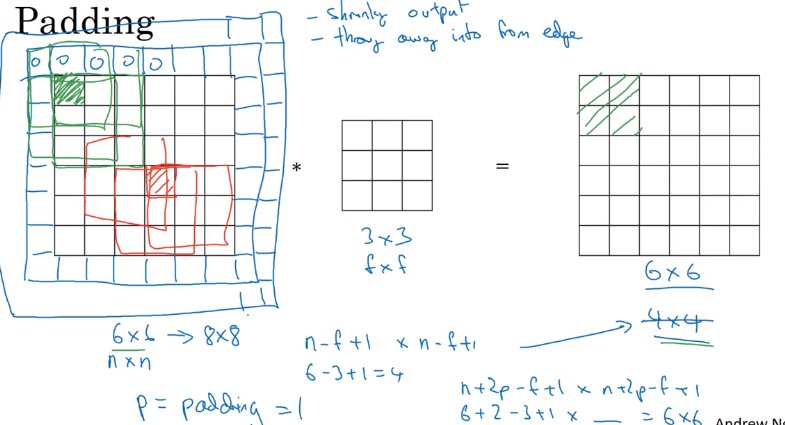 Padding
- shrinky output
- throw away info from edge
0 0 0 0 0
* =
3×3
f×f
6×6
4×4
6×6 → 8×8
n×n
n-f+1 × n-f+1
6-3+1=4
p = padding = 1
n+2p-f+1 × n+2p-f+1
6+2-3+1 × __ = 6×6
Andrew